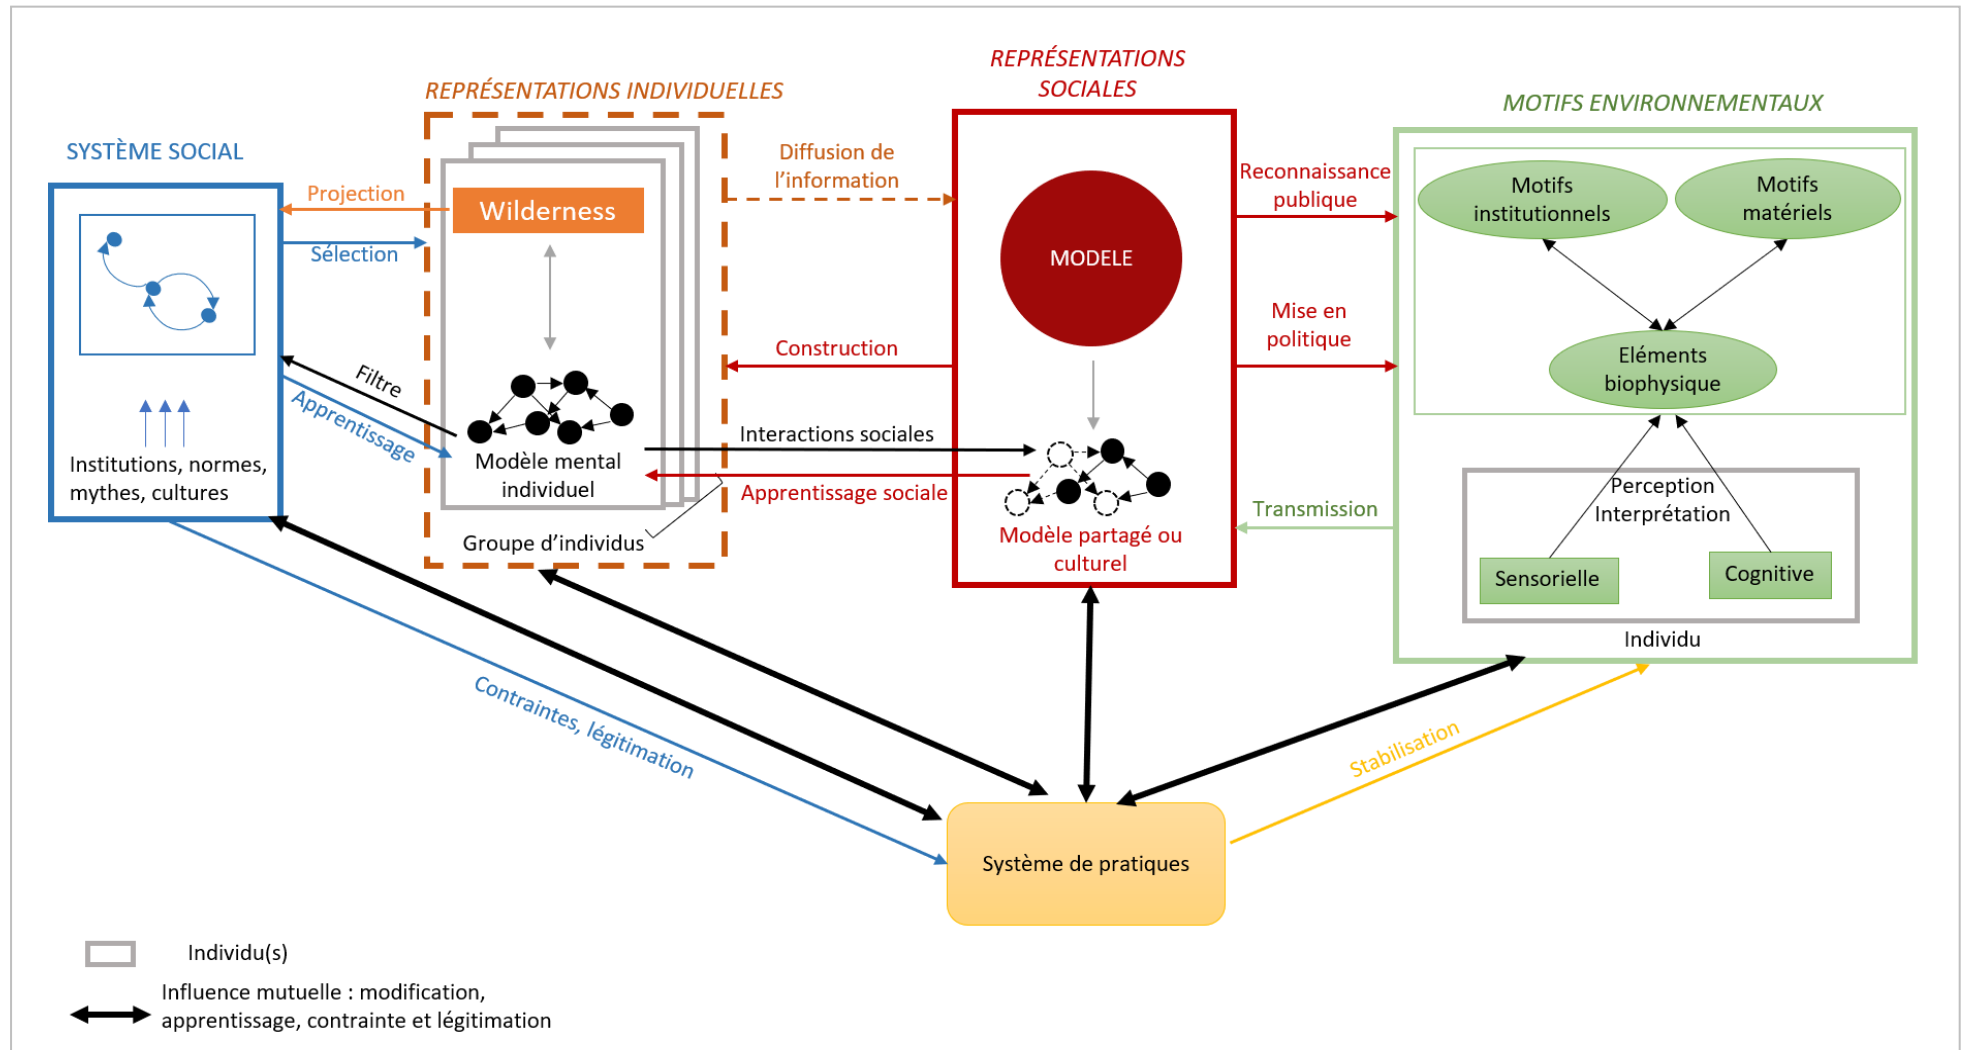 REPRÉSENTATIONS
SOCIALES
REPRÉSENTATIONS INDIVIDUELLES
MOTIFS ENVIRONNEMENTAUX
SYSTÈME SOCIAL
Projection
Sélection
Institutions, normes,
mythes, cultures
Filtre
Apprentissage
Wilderness
Modèle mental
individuel
Groupe d’individus
Diffusion de
l’information
Construction
Interactions sociales
Apprentissage sociale
MODELE
Modèle partagé ou
culturel
Reconnaissance
publique
Mise en
politique
Transmission
Motifs
institutionnels
Motifs
matériels
Eléments
biophysique
Perception
Interprétation
Sensorielle
Cognitive
Individu
Contraintes, légitimation
Stabilisation
Système de pratiques
Individu(s)
Influence mutuelle : modification,
apprentissage, contrainte et légitimation